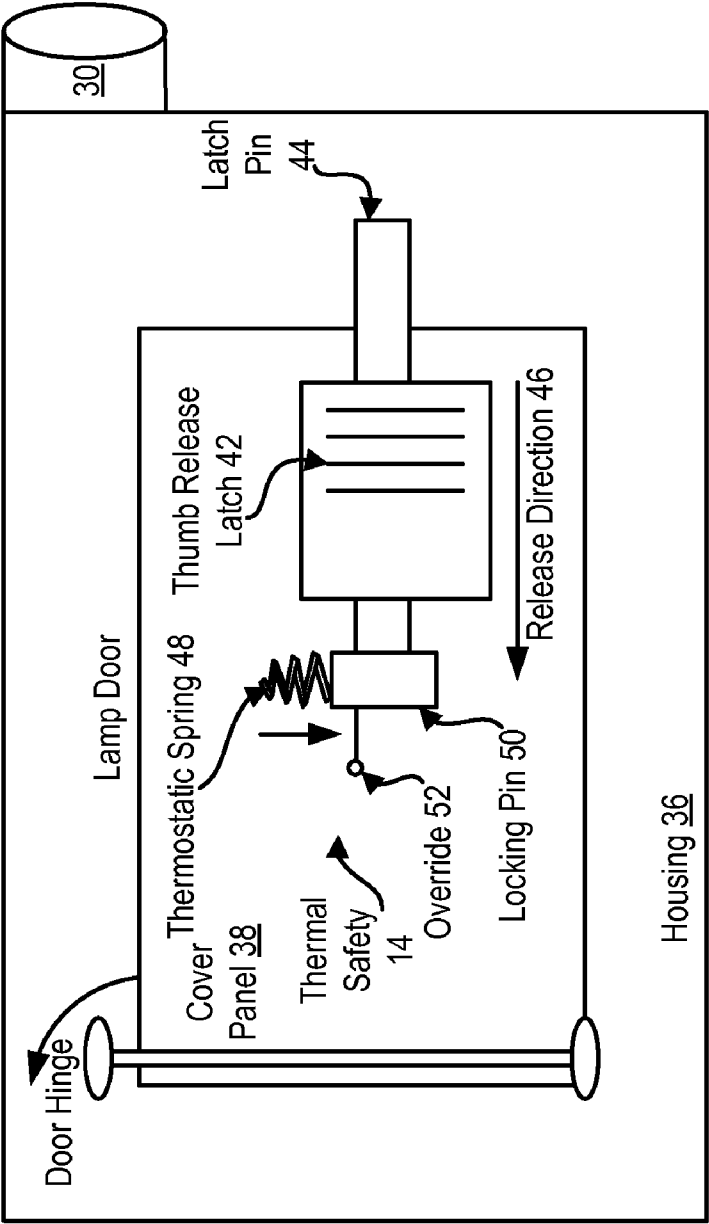 30
Latch
Pin
44
Lamp Door
Thumb Release
Latch 42
Release Direction 46
Thermostatic Spring 48
Door Hinge
Cover
Panel 38
Thermal
Safety
14
Override 52
Locking Pin 50
Housing 36